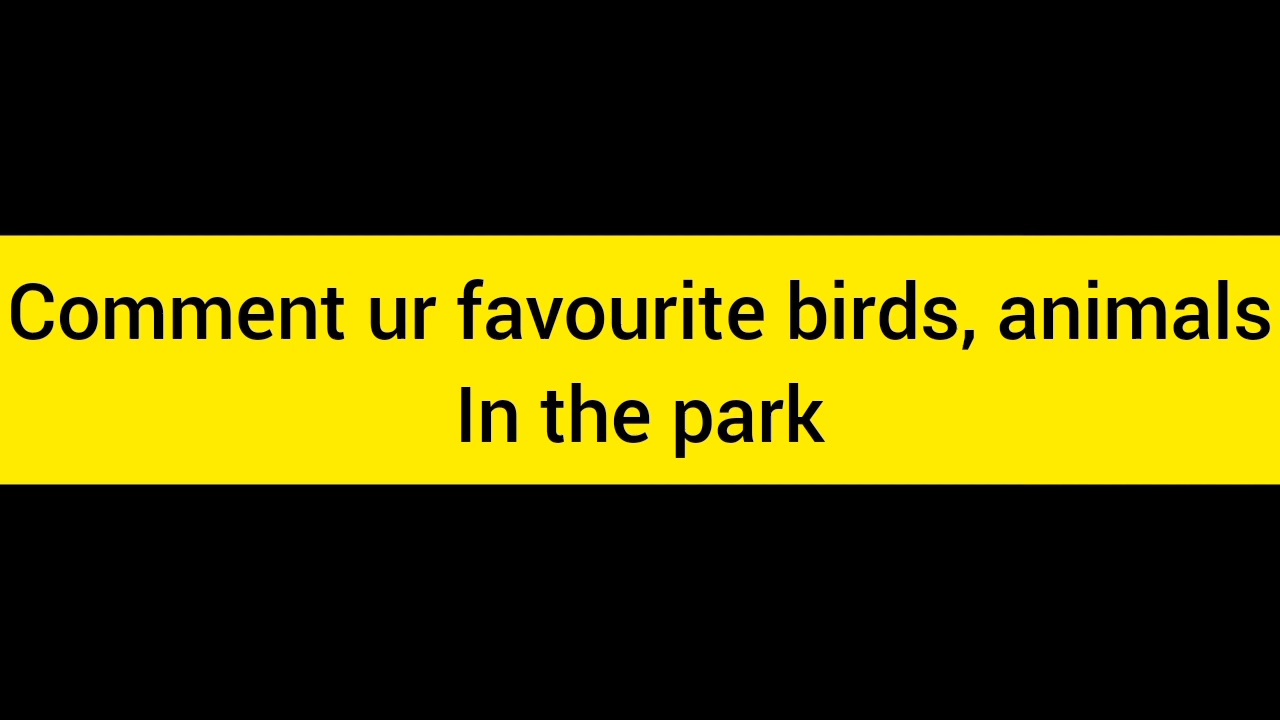 Comment ur favourite birds, animals
In the park